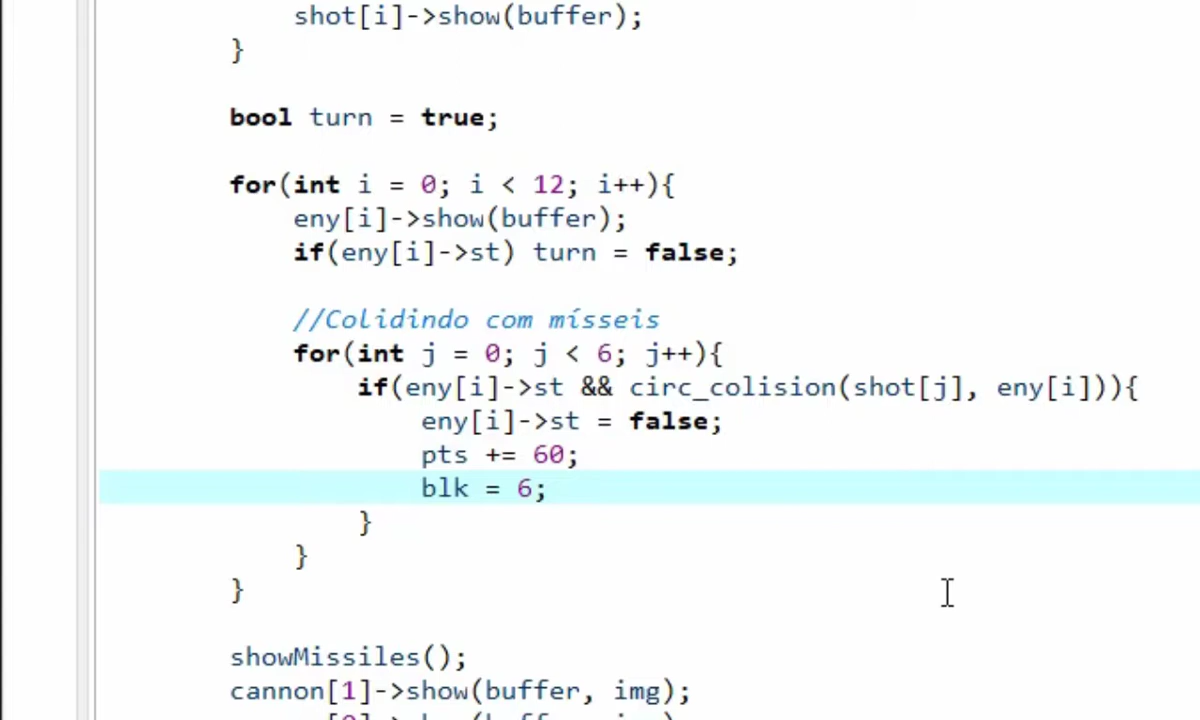 shot[i]->show(buffer);
}
bool turn = true;
for(int i = 0; i < 12; i++){
eny[i]->show(buffer);
if(eny[i]->st) turn = false;
//Colidindo com mísseis
for(int j = 0; j < 6; j++){
if(eny[i]->st && circ_colision(shot[j], eny[i])){
eny[i]->st = false;
pts += 60;
blk = 6;
}
}
}
showMissiles();
cannon[1]->show(buffer, img);